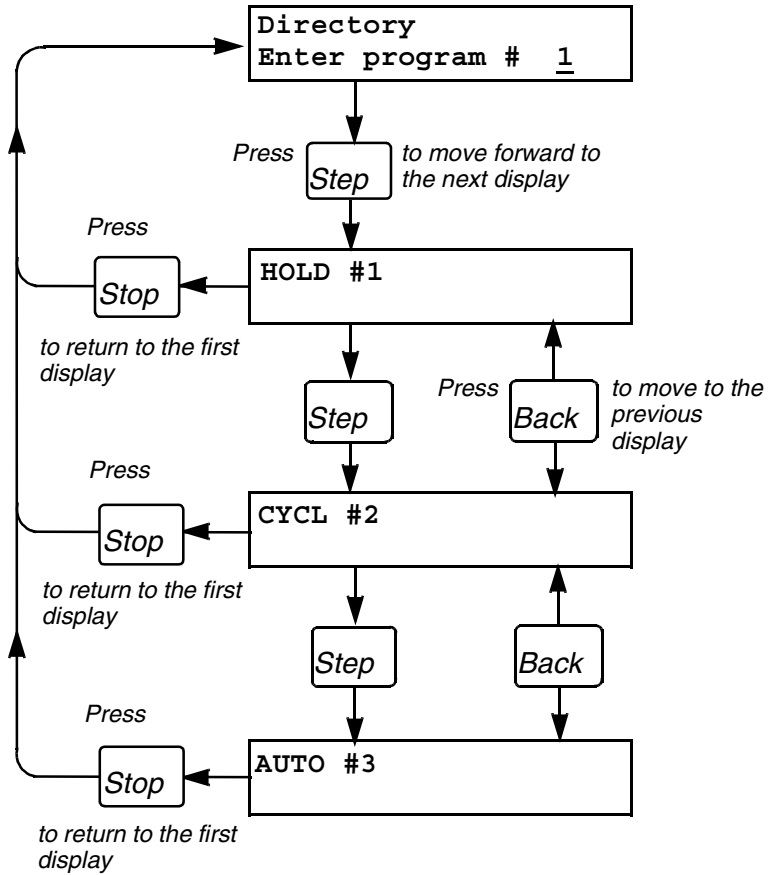 Directory
Enter program # 1
Press
Step
to move forward to
the next display
Press
Stop
HOLD #1
to return to the first
display
Step
Press
Back
to move to the
previous
display
Press
Stop
CYCL #2
to return to the first
display
Step
Back
Press
Stop
AUTO #3
to return to the first
display